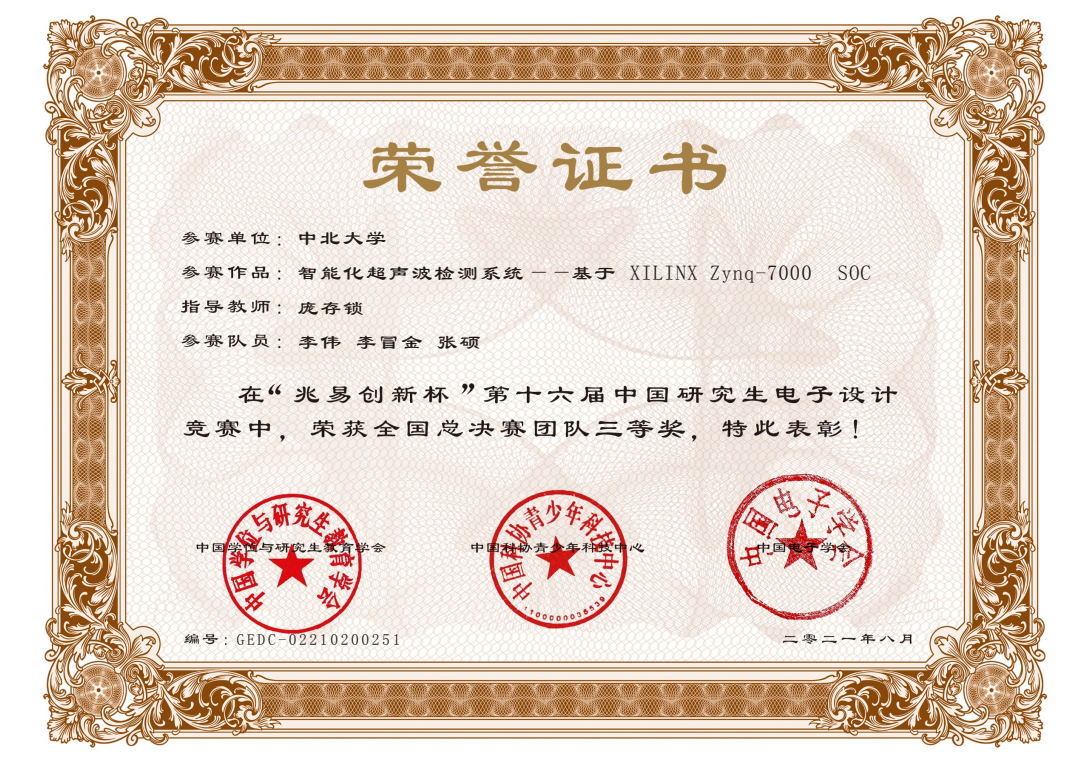 荣誉证书
参赛单位：中北大学
参赛作品：智能化超声波检测系统－－基于 XILINX Zynq-7000 SOC
指导教师：庞存锁
参赛队员：李伟 李冒金 张硕
在“兆易创新杯”第十六届中国研究生电子设计
竞赛中，荣获全国总决赛团队三等奖，特此表彰！
中国学位与研究生教育学会
中国科协青少年科技中心
中国电子学会
中国学位与研究生教育学会
中国科协青少年科技中心
中国电子学会
编号：GEDC-02210200251
二零二一年八月